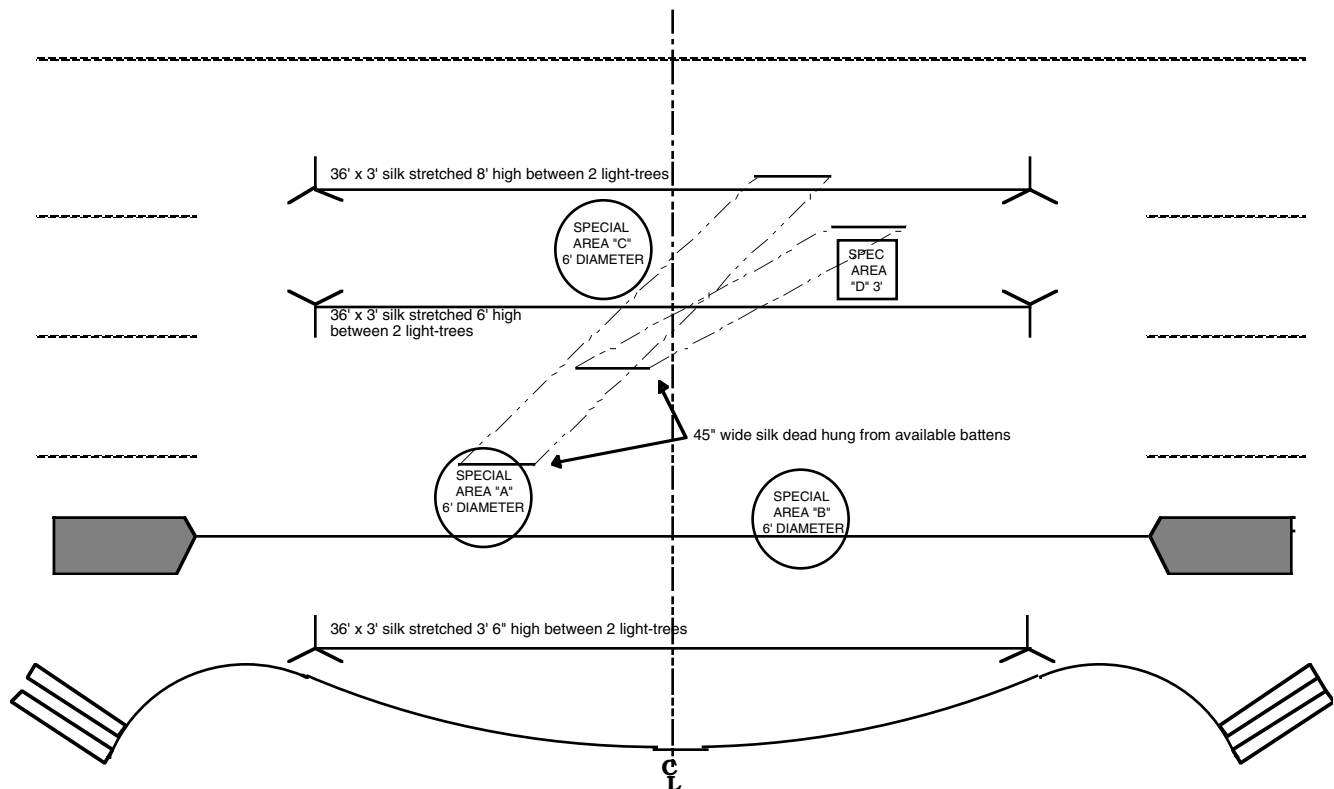 36' x 3' silk stretched 8' high between 2 light-trees
SPECIAL
AREA "C"
6' DIAMETER
SPEC
AREA
"D" 3'
36' x 3' silk stretched 6' high
between 2 light-trees
45" wide silk dead hung from available battens
SPECIAL
AREA "A"
6' DIAMETER
SPECIAL
AREA "B"
6' DIAMETER
36' x 3' silk stretched 3' 6" high between 2 light-trees
C
L